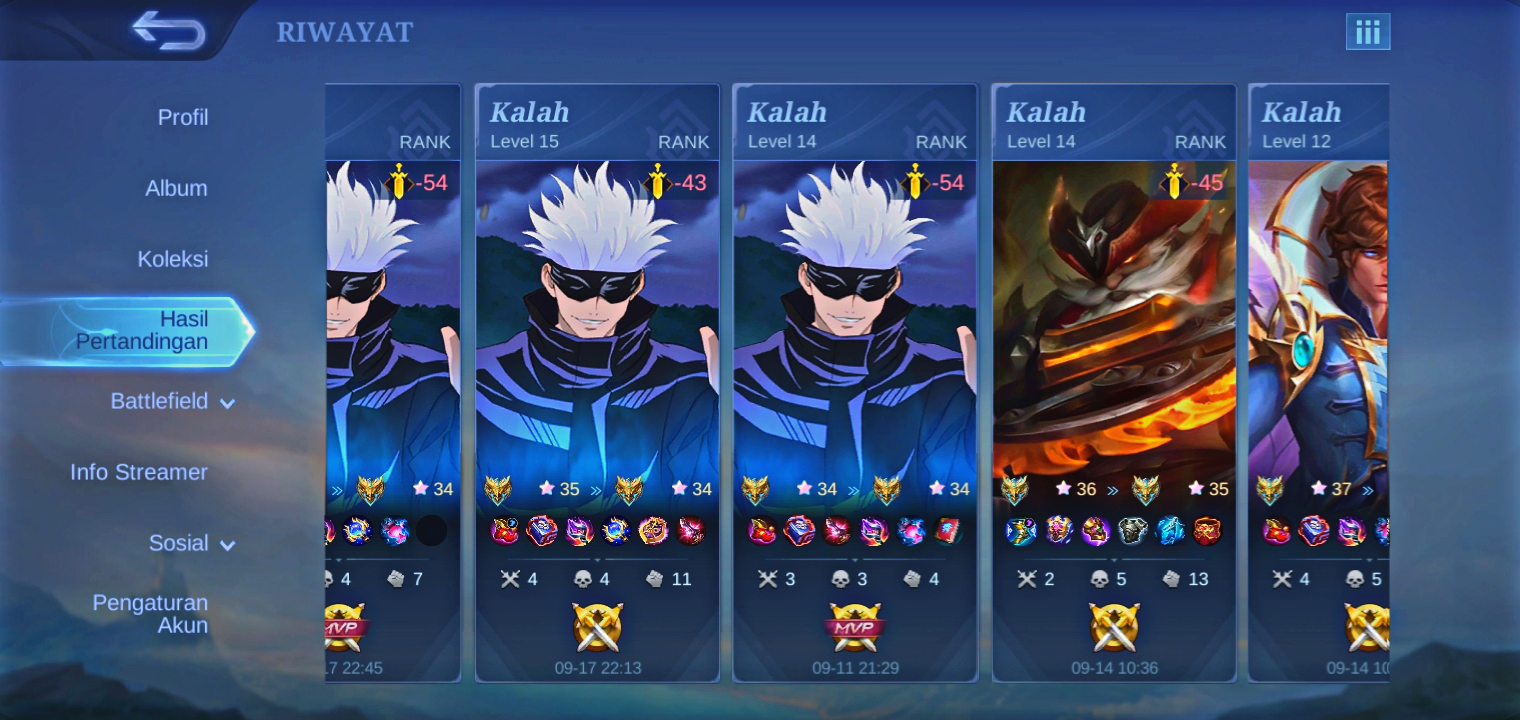 RIWAYAT
Profil
Album
Koleksi
Hasil
Pertandingan
Battlefield
Info Streamer
Sosial
Pengaturan
Akun
RANK
-54
34
4
7
MVP
17 22:45
Kalah
Level 15
RANK
-43
35
34
4
4
11
09-17 22:13
Kalah
Level 14
RANK
-54
34
34
3
3
4
MVP
09-11 21:29
Kalah
Level 14
RANK
-45
36
35
2
5
13
09-14 10:36
Kalah
Level 12
37
4
5
09-14 10